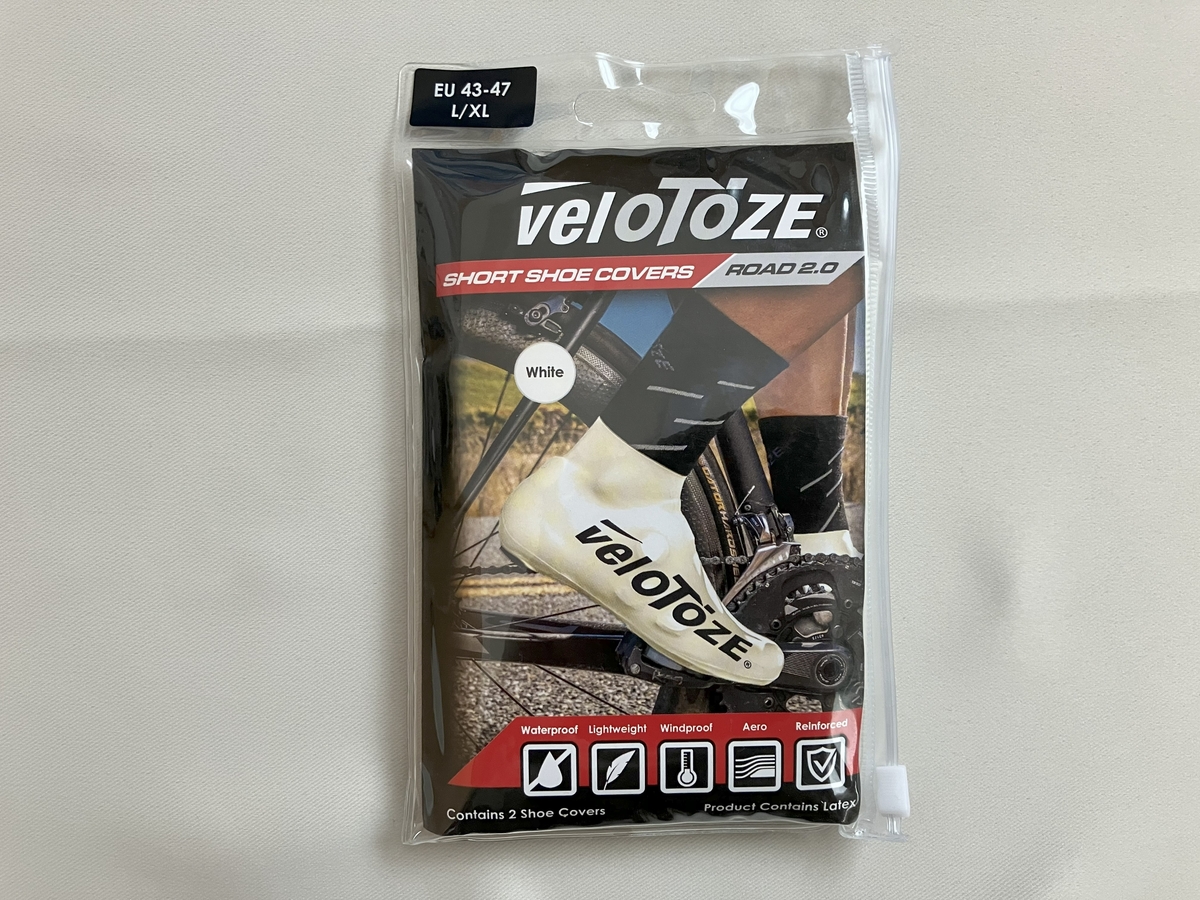 EU 43-47
L/XL
veloToze®
SHORT SHOE COVERS ROAD 2.0
White
veloToze®
Waterproof Lightweight Windproof Aero Reinforced
Contains 2 Shoe Covers Product Contains Latex